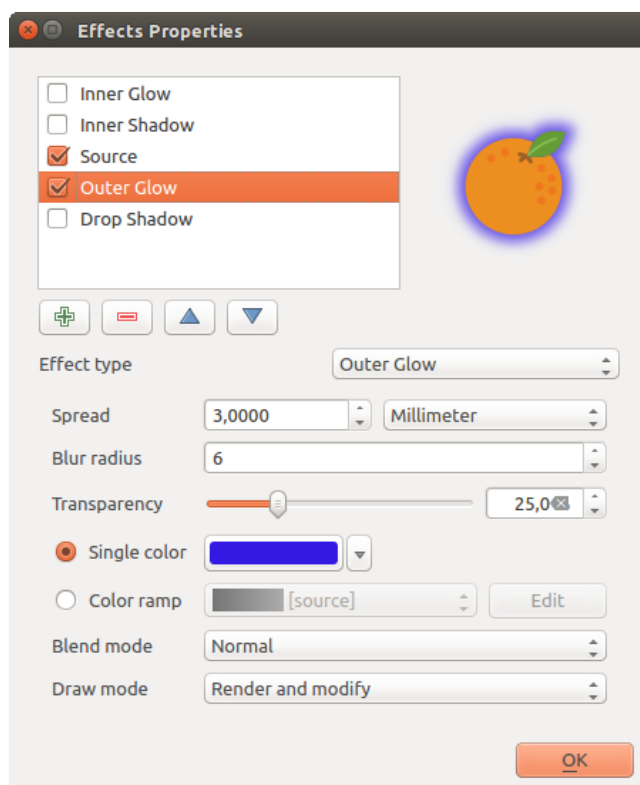 Effects Properties
Inner Glow
Inner Shadow
Source
Outer Glow
Drop Shadow
Effect type Outer Glow
Spread 3,0000 Millimeter
Blur radius 6
Transparency 25,0
Single color
Color ramp [source] Edit
Blend mode Normal
Draw mode Render and modify
OK